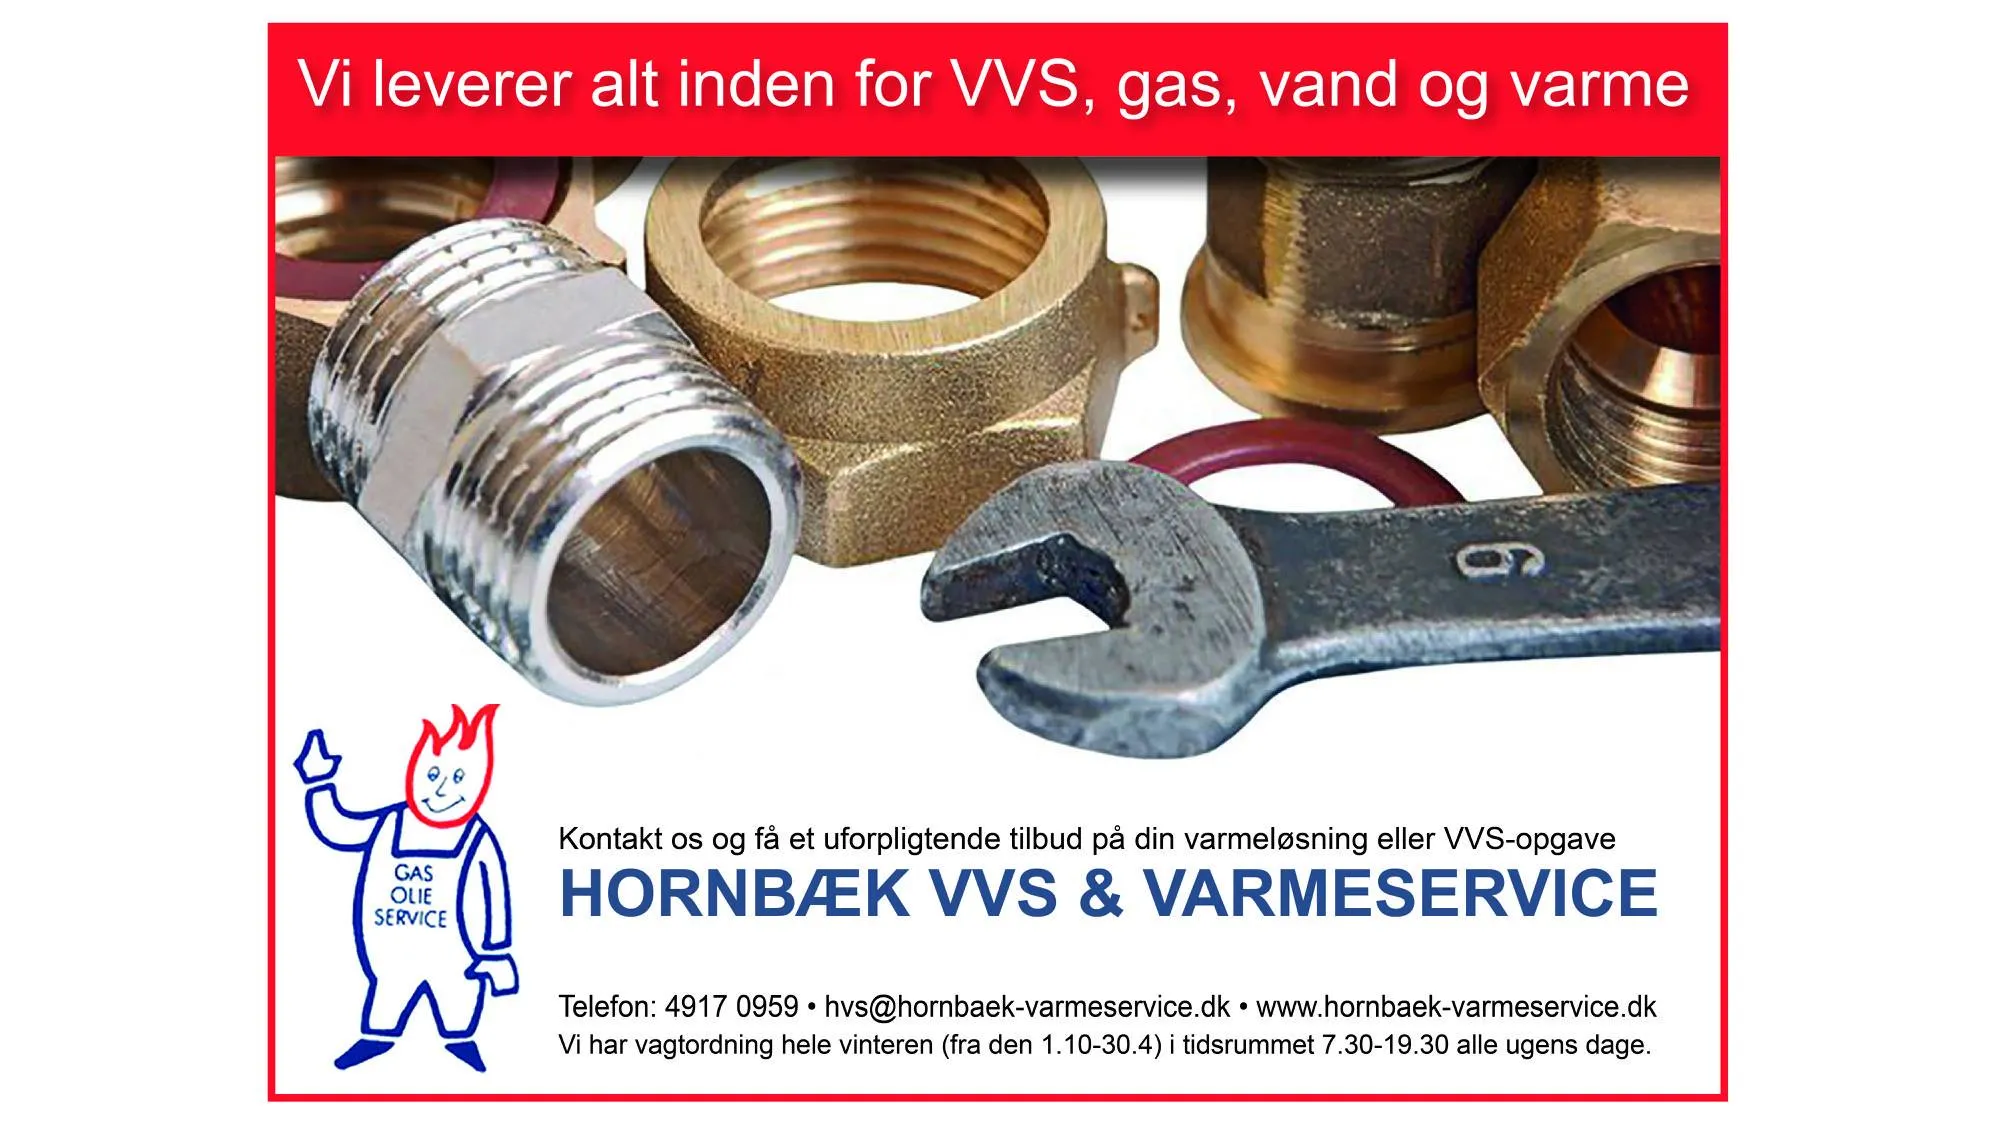 Vi leverer alt inden for VVS, gas, vand og varme
6
GAS
OLIE
SERVICE
Kontakt os og få et uforpligtende tilbud på din varmeløsning eller VVS-opgave
HORNBÆK VVS & VARMESERVICE
Telefon: 4917 0959 • hvs@hornbaek-varmeservice.dk • www.hornbaek-varmeservice.dk
Vi har vagtordning hele vinteren (fra den 1.10-30.4) i tidsrummet 7.30-19.30 alle ugens dage.